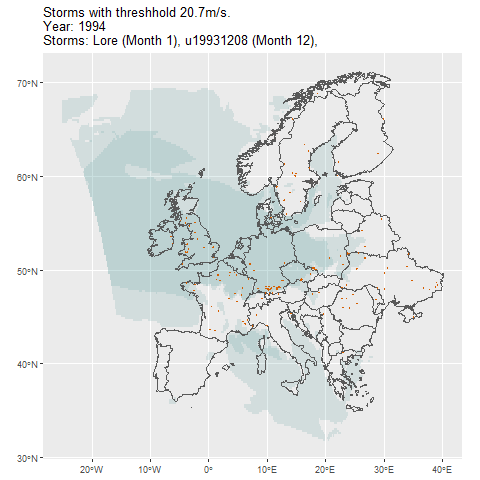 Storms with threshhold 20.7m/s.
Year: 1994
Storms: Lore (Month 1), u19931208 (Month 12),
70°N
60°N
50°N
40°N
30°N
20°W
10°W
0°
10°E
20°E
30°E
40°E